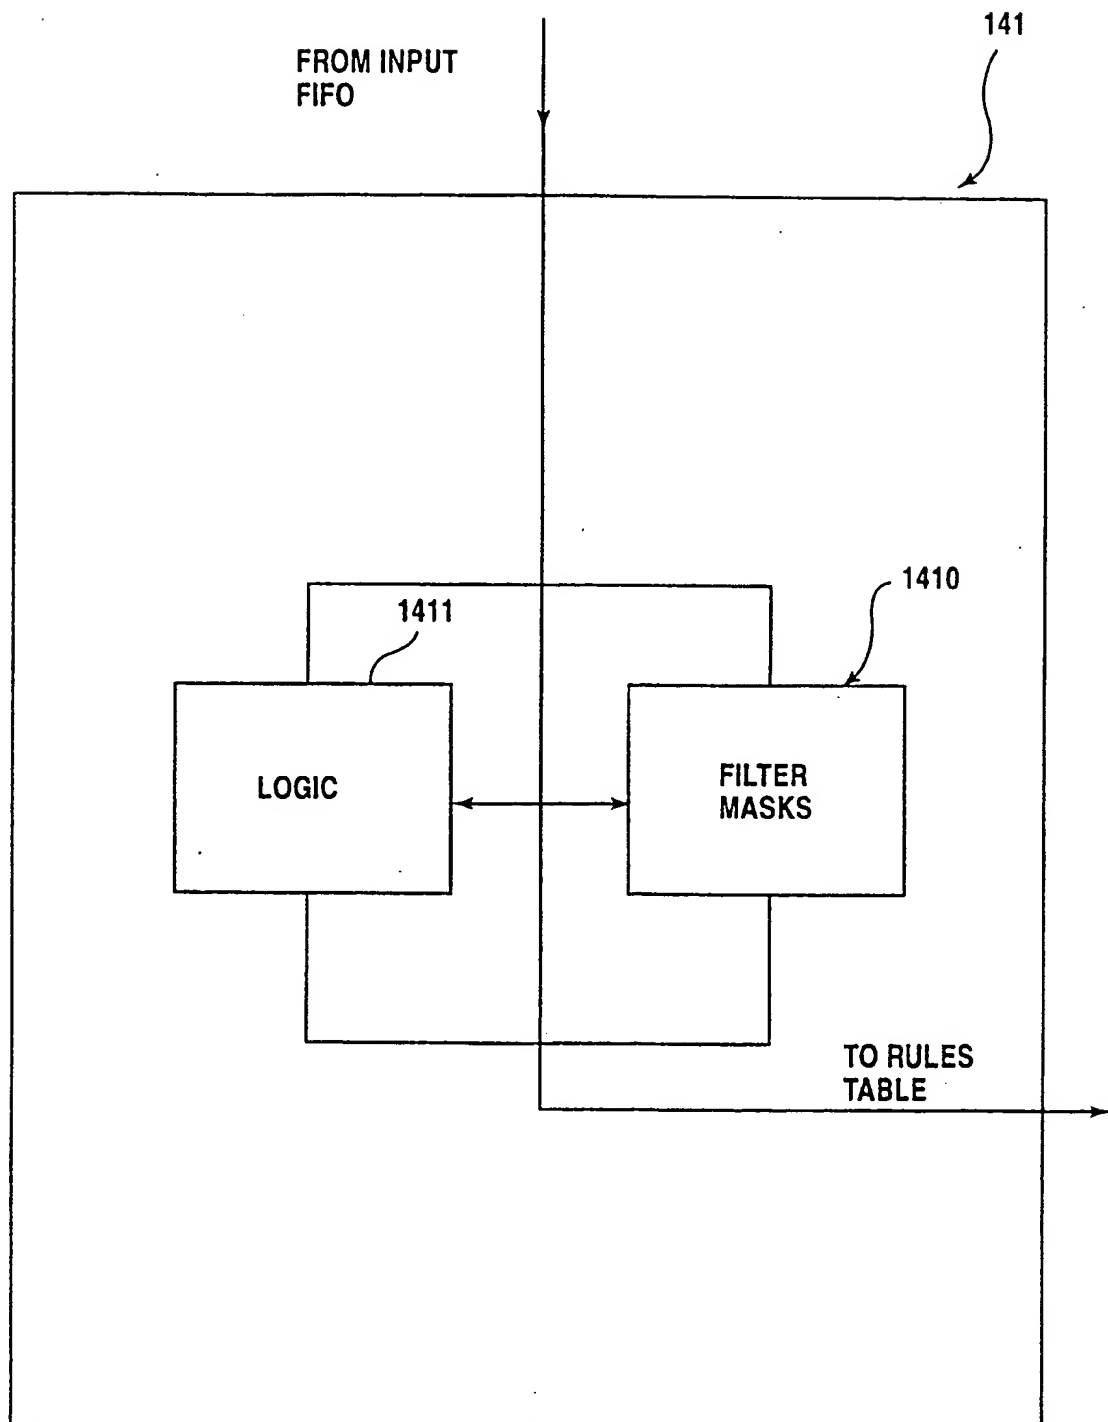 141
FROM INPUT
FIFO
1410
1411
LOGIC
FILTER
MASKS
TO RULES
TABLE